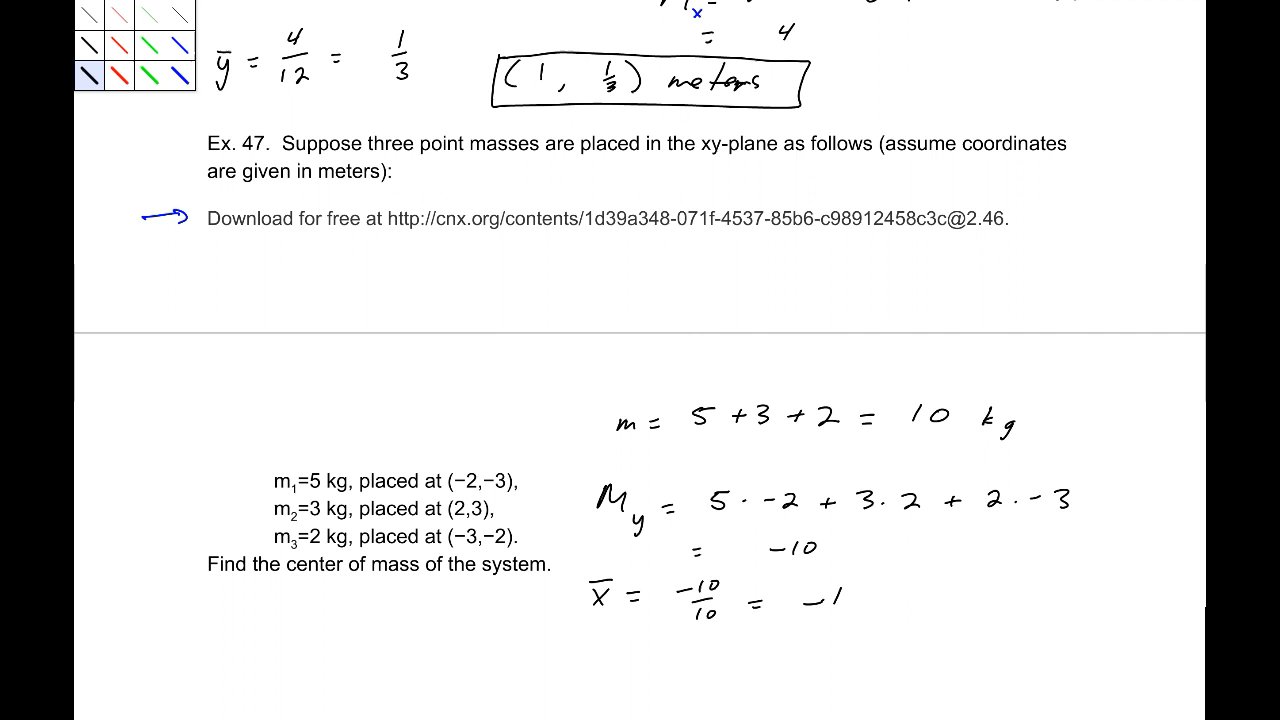 = 4
ȳ = 4/12 = 1/3
(1, 1/3) meters
Ex. 47. Suppose three point masses are placed in the xy-plane as follows (assume coordinates
are given in meters):
Download for free at http://cnx.org/contents/1d39a348-071f-4537-85b6-c98912458c3c@2.46.
m = 5 + 3 + 2 = 10 kg
m₁=5 kg, placed at (−2,−3),
m₂=3 kg, placed at (2,3),
m₃=2 kg, placed at (−3,−2).
Find the center of mass of the system.
M_y = 5 · -2 + 3 · 2 + 2 · -3
= -10
x̄ = -10/10 = -1